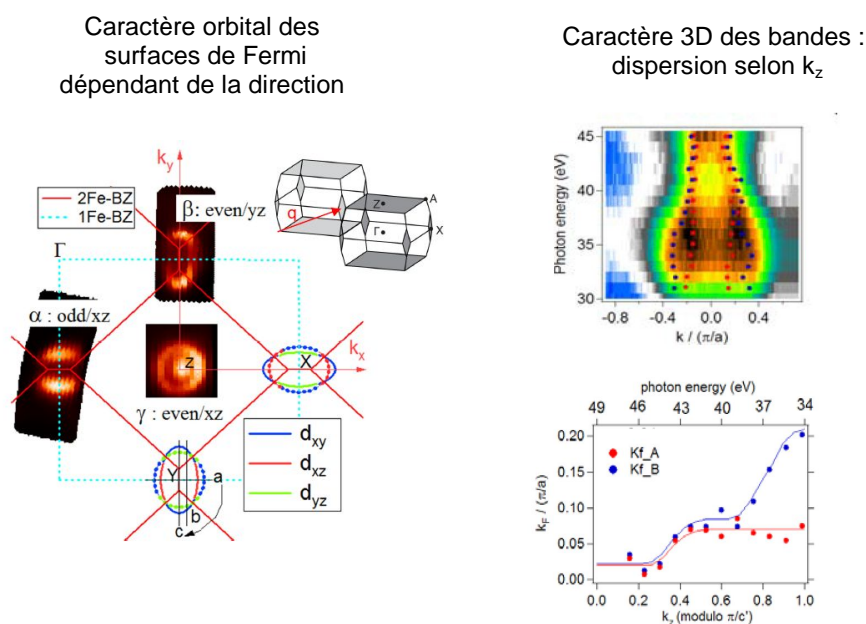 Caractère orbital des
surfaces de Fermi
dépendant de la direction
Caractère 3D des bandes :
dispersion selon kz
ky
2Fe-BZ
1Fe-BZ
β: even/yz
q
Z
A
Γ
X
Γ
α : odd/xz
kx
Z
X
γ : even/xz
dxy
dxz
dyz
Y
a
b
c
Photon energy (eV)
45
40
35
30
-0.8
-0.4
0.0
0.4
k / (π/a)
photon energy (eV)
49
46
43
40
37
34
kF / (π/a)
0.20
0.15
0.10
0.05
0.00
Kf_A
Kf_B
0.0
0.2
0.4
0.6
0.8
1.0
kz (modulo π/c')